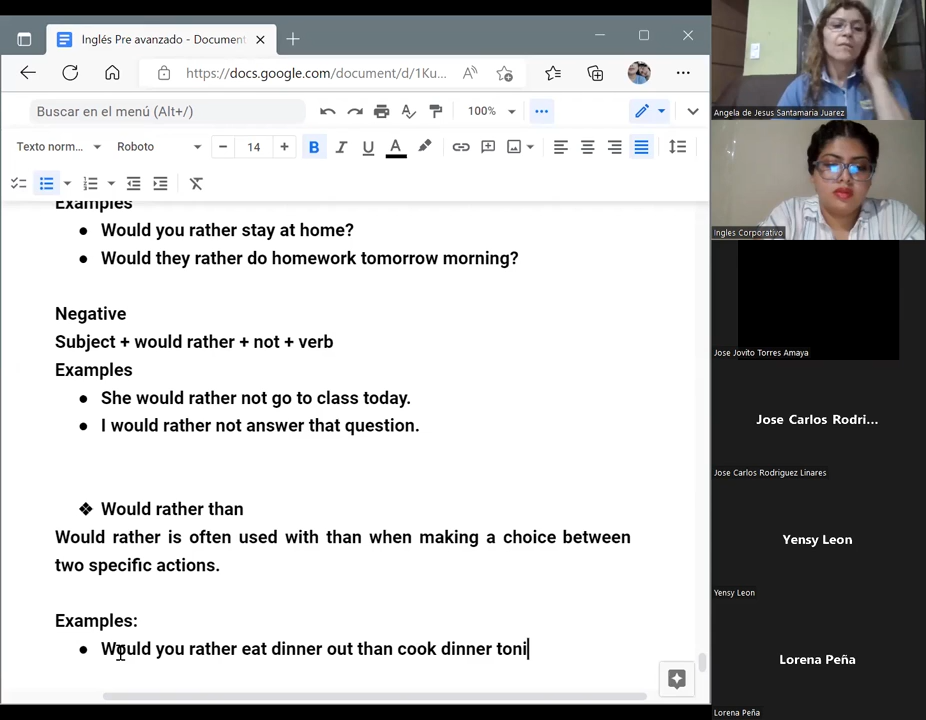 Inglés Pre avanzado - Document
https://docs.google.com/document/d/1Ku...
Buscar en el menú (Alt+/)
100%
Texto norm...
Roboto
14
Examples
● Would you rather stay at home?
● Would they rather do homework tomorrow morning?
Negative
Subject + would rather + not + verb
Examples
● She would rather not go to class today.
● I would rather not answer that question.
❖ Would rather than
Would rather is often used with than when making a choice between
two specific actions.
Examples:
● Would you rather eat dinner out than cook dinner toni
Angela de Jesus Santamaria Juarez
Ingles Corporativo
Jose Jovito Torres Amaya
Jose Carlos Rodri...
Jose Carlos Rodriguez Linares
Yensy Leon
Yensy Leon
Lorena Peña
Lorena Peña